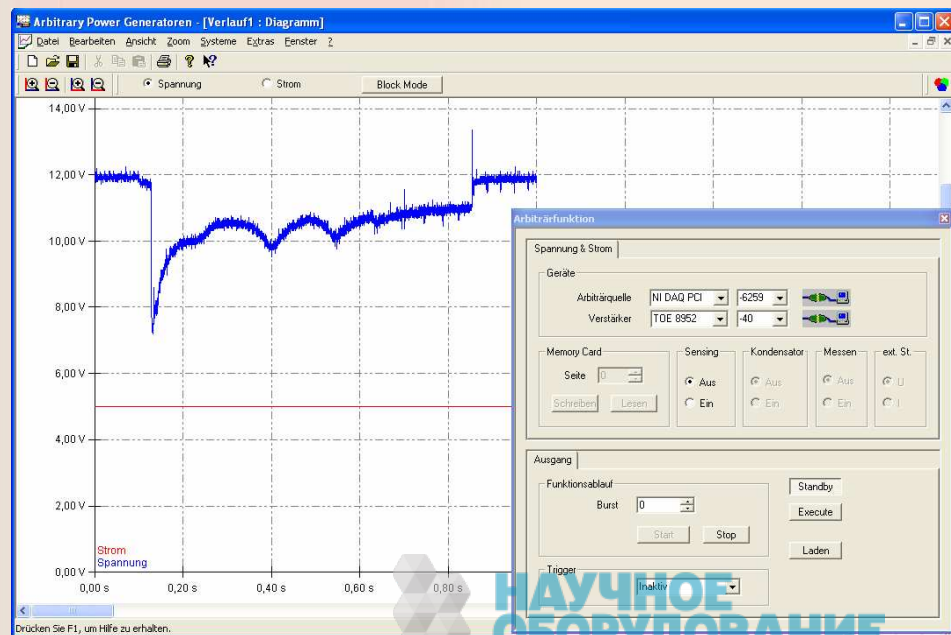 Arbitrary Power Generatoren - [Verlauf1 : Diagramm]
Datei Bearbeiten Ansicht Zoom Systeme Extras Fenster ?
Spannung Strom Block Mode
14,00 V
12,00 V
10,00 V
8,00 V
6,00 V
4,00 V
2,00 V
0,00 V
Strom
Spannung
0,00 s 0,20 s 0,40 s 0,60 s 0,80 s
Arbiträrfunktion
Spannung & Strom
Geräte
Arbiträrquelle NI DAQ PCI -6259
Verstärker TOE 8952 -40
Memory Card Sensing Kondensator Messen ext. St.
Seite 0
Aus Aus Aus U
Schreiben Lesen Ein Ein Ein I
Ausgang
Funktionsablauf
Burst 0
Start Stop
Standby
Execute
Laden
Trigger
Inaktiv
НАУЧНОЕ
ОБОРУДОВАНИЕ
Drücken Sie F1, um Hilfe zu erhalten.